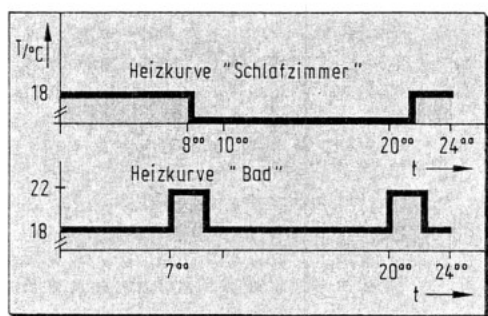 T/°C
Heizkurve "Schlafzimmer"
18
8⁰⁰ 10⁰⁰ 20⁰⁰ 24⁰⁰
t
Heizkurve "Bad"
22
18
7⁰⁰ 20⁰⁰ 24⁰⁰
t